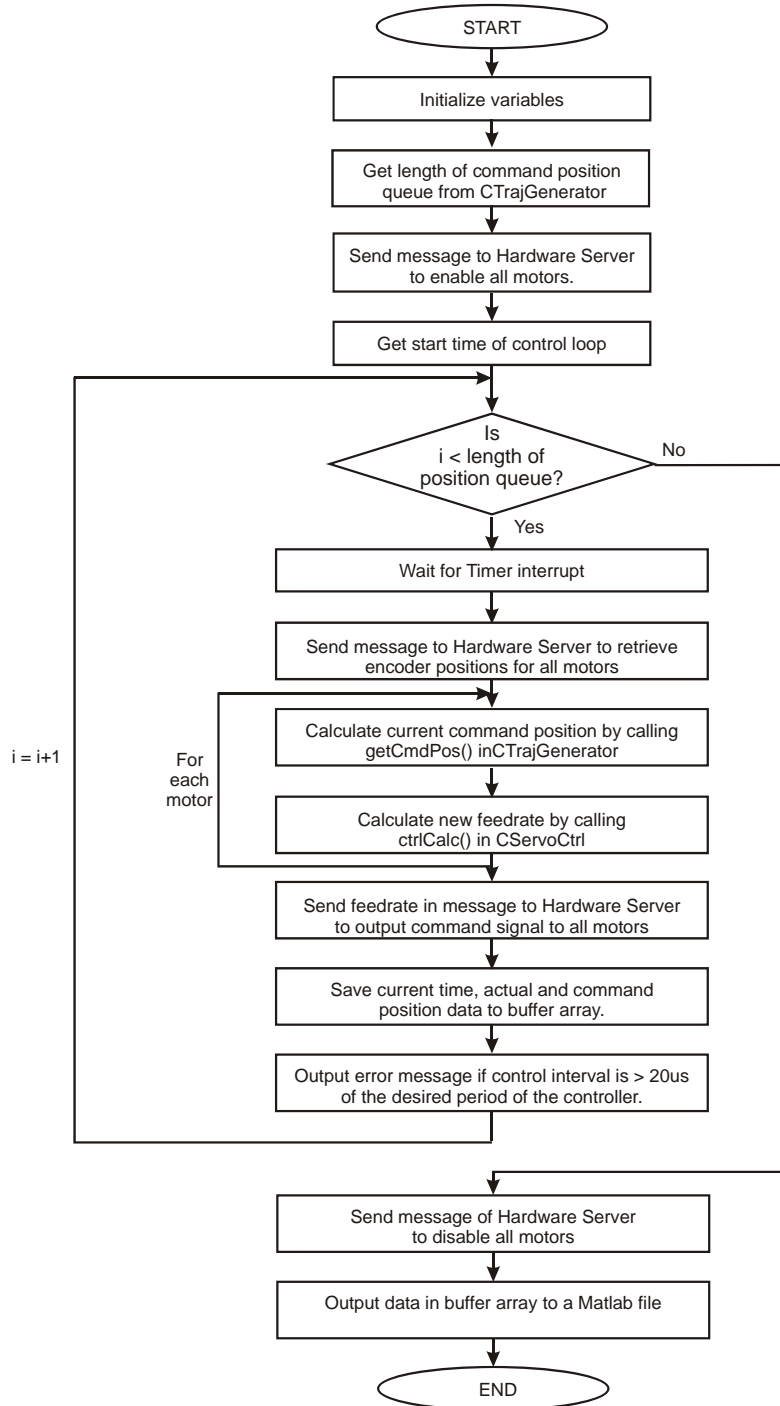 START
Initialize variables
Get length of command position
queue from CTrajGenerator
Send message to Hardware Server
to enable all motors.
Get start time of control loop
Is
i < length of
position queue?
No
Yes
Wait for Timer interrupt
Send message to Hardware Server to retrieve
encoder positions for all motors
Calculate current command position by calling
getCmdPos() inCTrajGenerator
i = i+1
For
each
motor
Calculate new feedrate by calling
ctrlCalc() in CServoCtrl
Send feedrate in message to Hardware Server
to output command signal to all motors
Save current time, actual and command
position data to buffer array.
Output error message if control interval is > 20us
of the desired period of the controller.
Send message of Hardware Server
to disable all motors
Output data in buffer array to a Matlab file
END